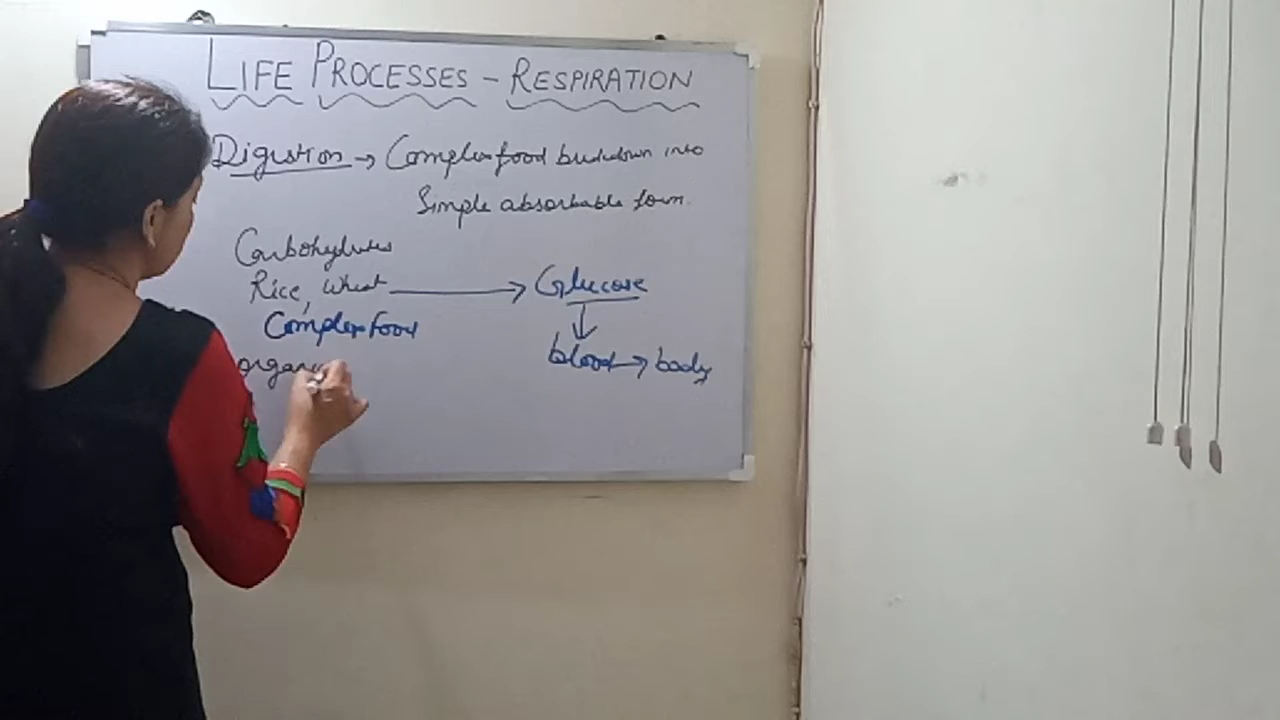 LIFE PROCESSES - RESPIRATION
Digestion → Complex food breakdown into
Simple absorbable form.
Carbohydrates
Rice, Wheat → Glucose
Complex Food
↓
blood → body
organi